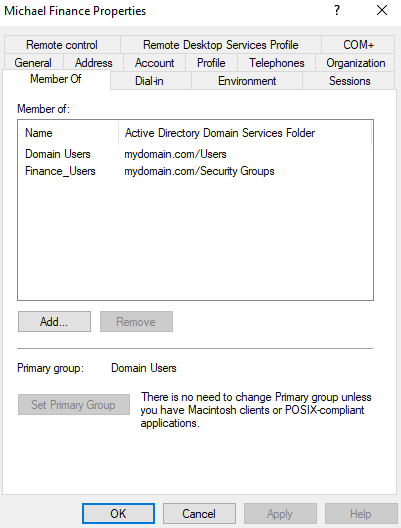 Michael Finance Properties
?
Remote control Remote Desktop Services Profile COM+
General Address Account Profile Telephones Organization
Member Of Dial-in Environment Sessions
Member of:
Name Active Directory Domain Services Folder
Domain Users mydomain.com/Users
Finance_Users mydomain.com/Security Groups
Add... Remove
Primary group: Domain Users
Set Primary Group
There is no need to change Primary group unless
you have Macintosh clients or POSIX-compliant
applications.
OK Cancel Apply Help